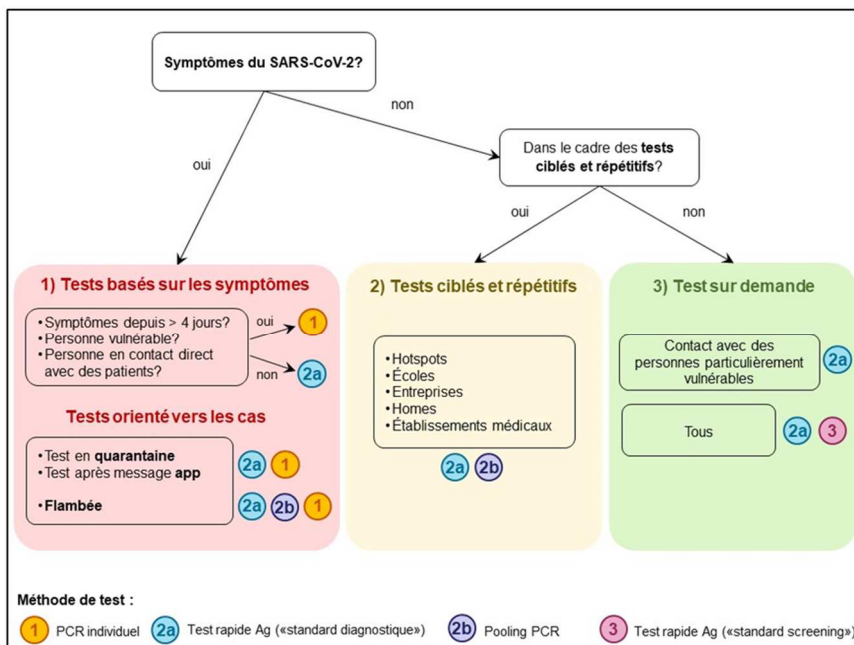 Symptômes du SARS-CoV-2?
non
oui
Dans le cadre des tests
ciblés et répétitifs?
oui
non
1) Tests basés sur les symptômes
•Symptômes depuis > 4 jours?
•Personne vulnérable?
•Personne en contact direct
avec des patients?
oui
1
non
2a
Tests orienté vers les cas
•Test en quarantaine
•Test après message app
2a 1
•Flambée
2a 2b 1
2) Tests ciblés et répétitifs
•Hotspots
•Écoles
•Entreprises
•Homes
•Établissements médicaux
2a 2b
3) Test sur demande
Contact avec des
personnes particulièrement
vulnérables
2a
Tous
2a 3
Méthode de test :
1 PCR individuel
2a Test rapide Ag («standard diagnostique»)
2b Pooling PCR
3 Test rapide Ag («standard screening»)